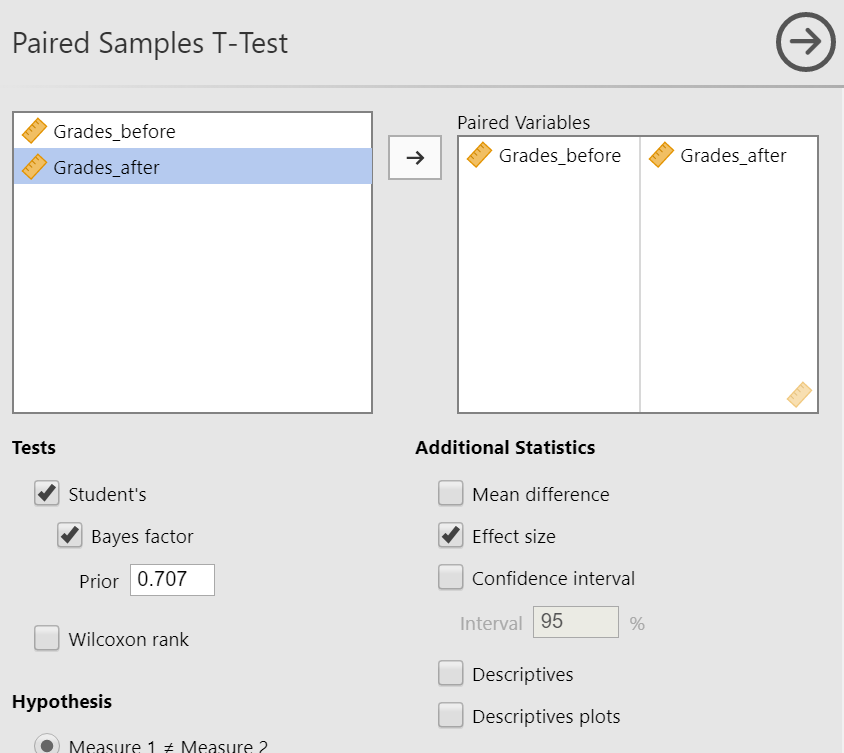 Paired Samples T-Test
Grades_before
Grades_after
Paired Variables
Grades_before Grades_after
Tests
Student's
Bayes factor
Prior 0.707
Wilcoxon rank
Hypothesis
Measure 1 ≠ Measure 2
Additional Statistics
Mean difference
Effect size
Confidence interval
Interval 95 %
Descriptives
Descriptives plots